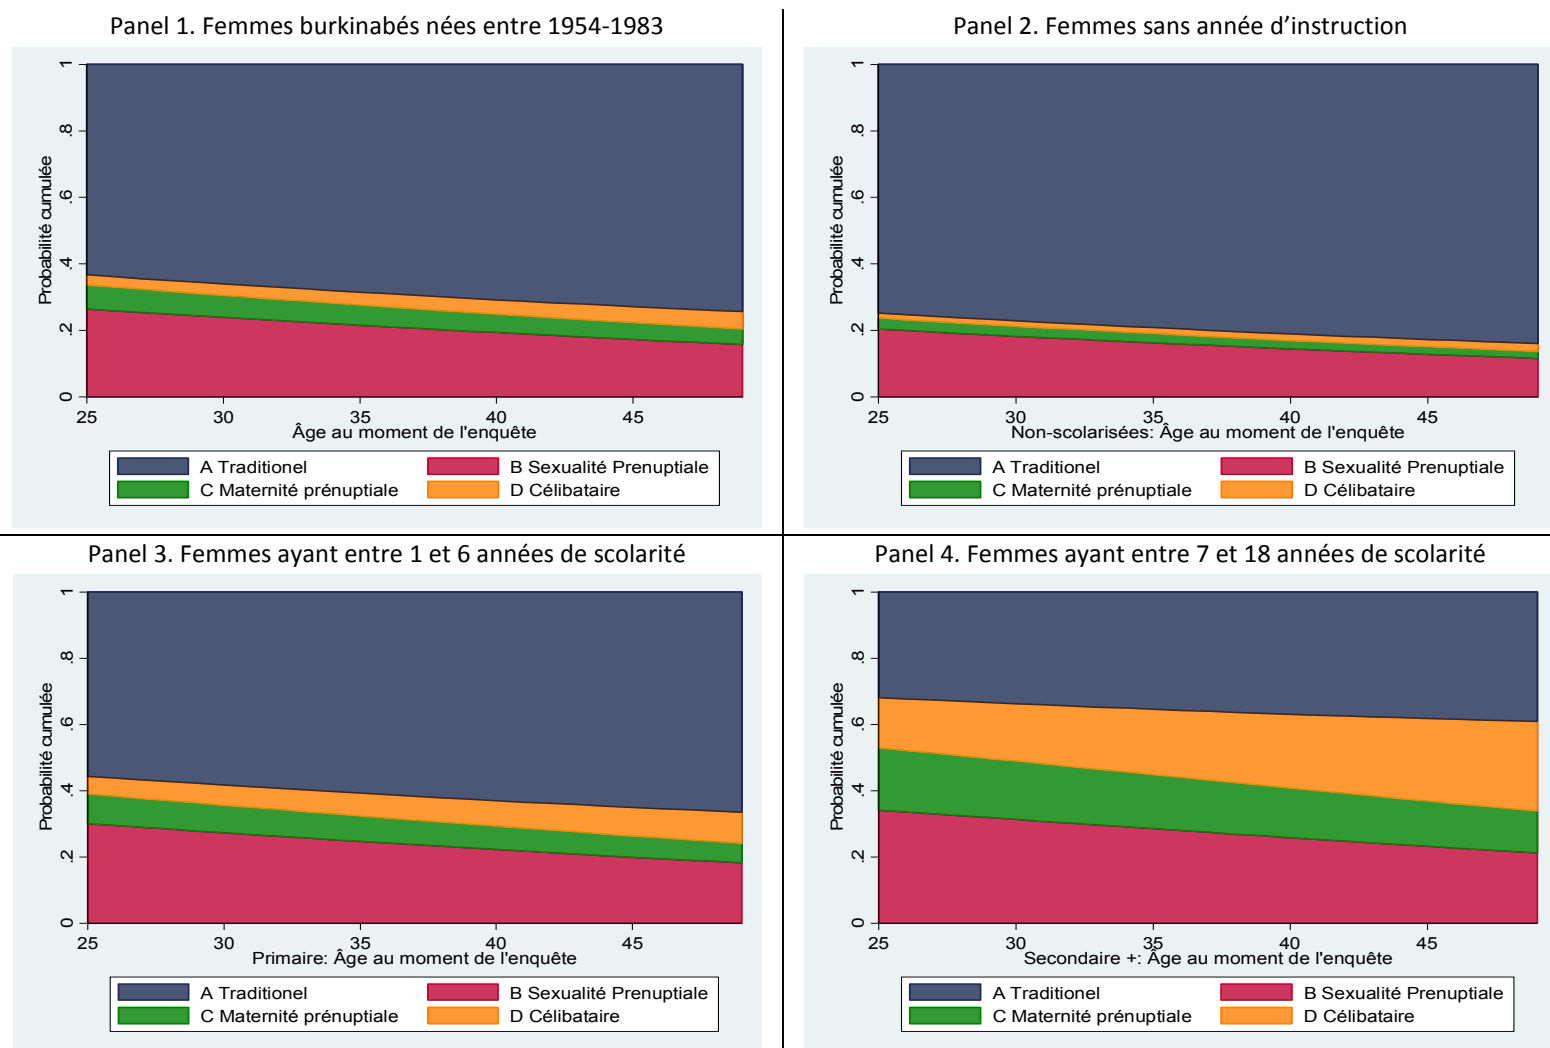 Panel 1. Femmes burkinabés nées entre 1954-1983
Probabilité cumulée
0 .2 .4 .6 .8 1
25 30 35 40 45
Âge au moment de l'enquête
A Traditionel B Sexualité Prenuptiale
C Maternité prénuptiale D Célibataire
Panel 2. Femmes sans année d’instruction
Probabilité cumulée
0 .2 .4 .6 .8 1
25 30 35 40 45
Non-scolarisées: Âge au moment de l'enquête
A Traditionel B Sexualité Prenuptiale
C Maternité prénuptiale D Célibataire
Panel 3. Femmes ayant entre 1 et 6 années de scolarité
Probabilité cumulée
0 .2 .4 .6 .8 1
25 30 35 40 45
Primaire: Âge au moment de l'enquête
A Traditionel B Sexualité Prenuptiale
C Maternité prénuptiale D Célibataire
Panel 4. Femmes ayant entre 7 et 18 années de scolarité
Probabilité cumulée
0 .2 .4 .6 .8 1
25 30 35 40 45
Secondaire +: Âge au moment de l'enquête
A Traditionel B Sexualité Prenuptiale
C Maternité prénuptiale D Célibataire